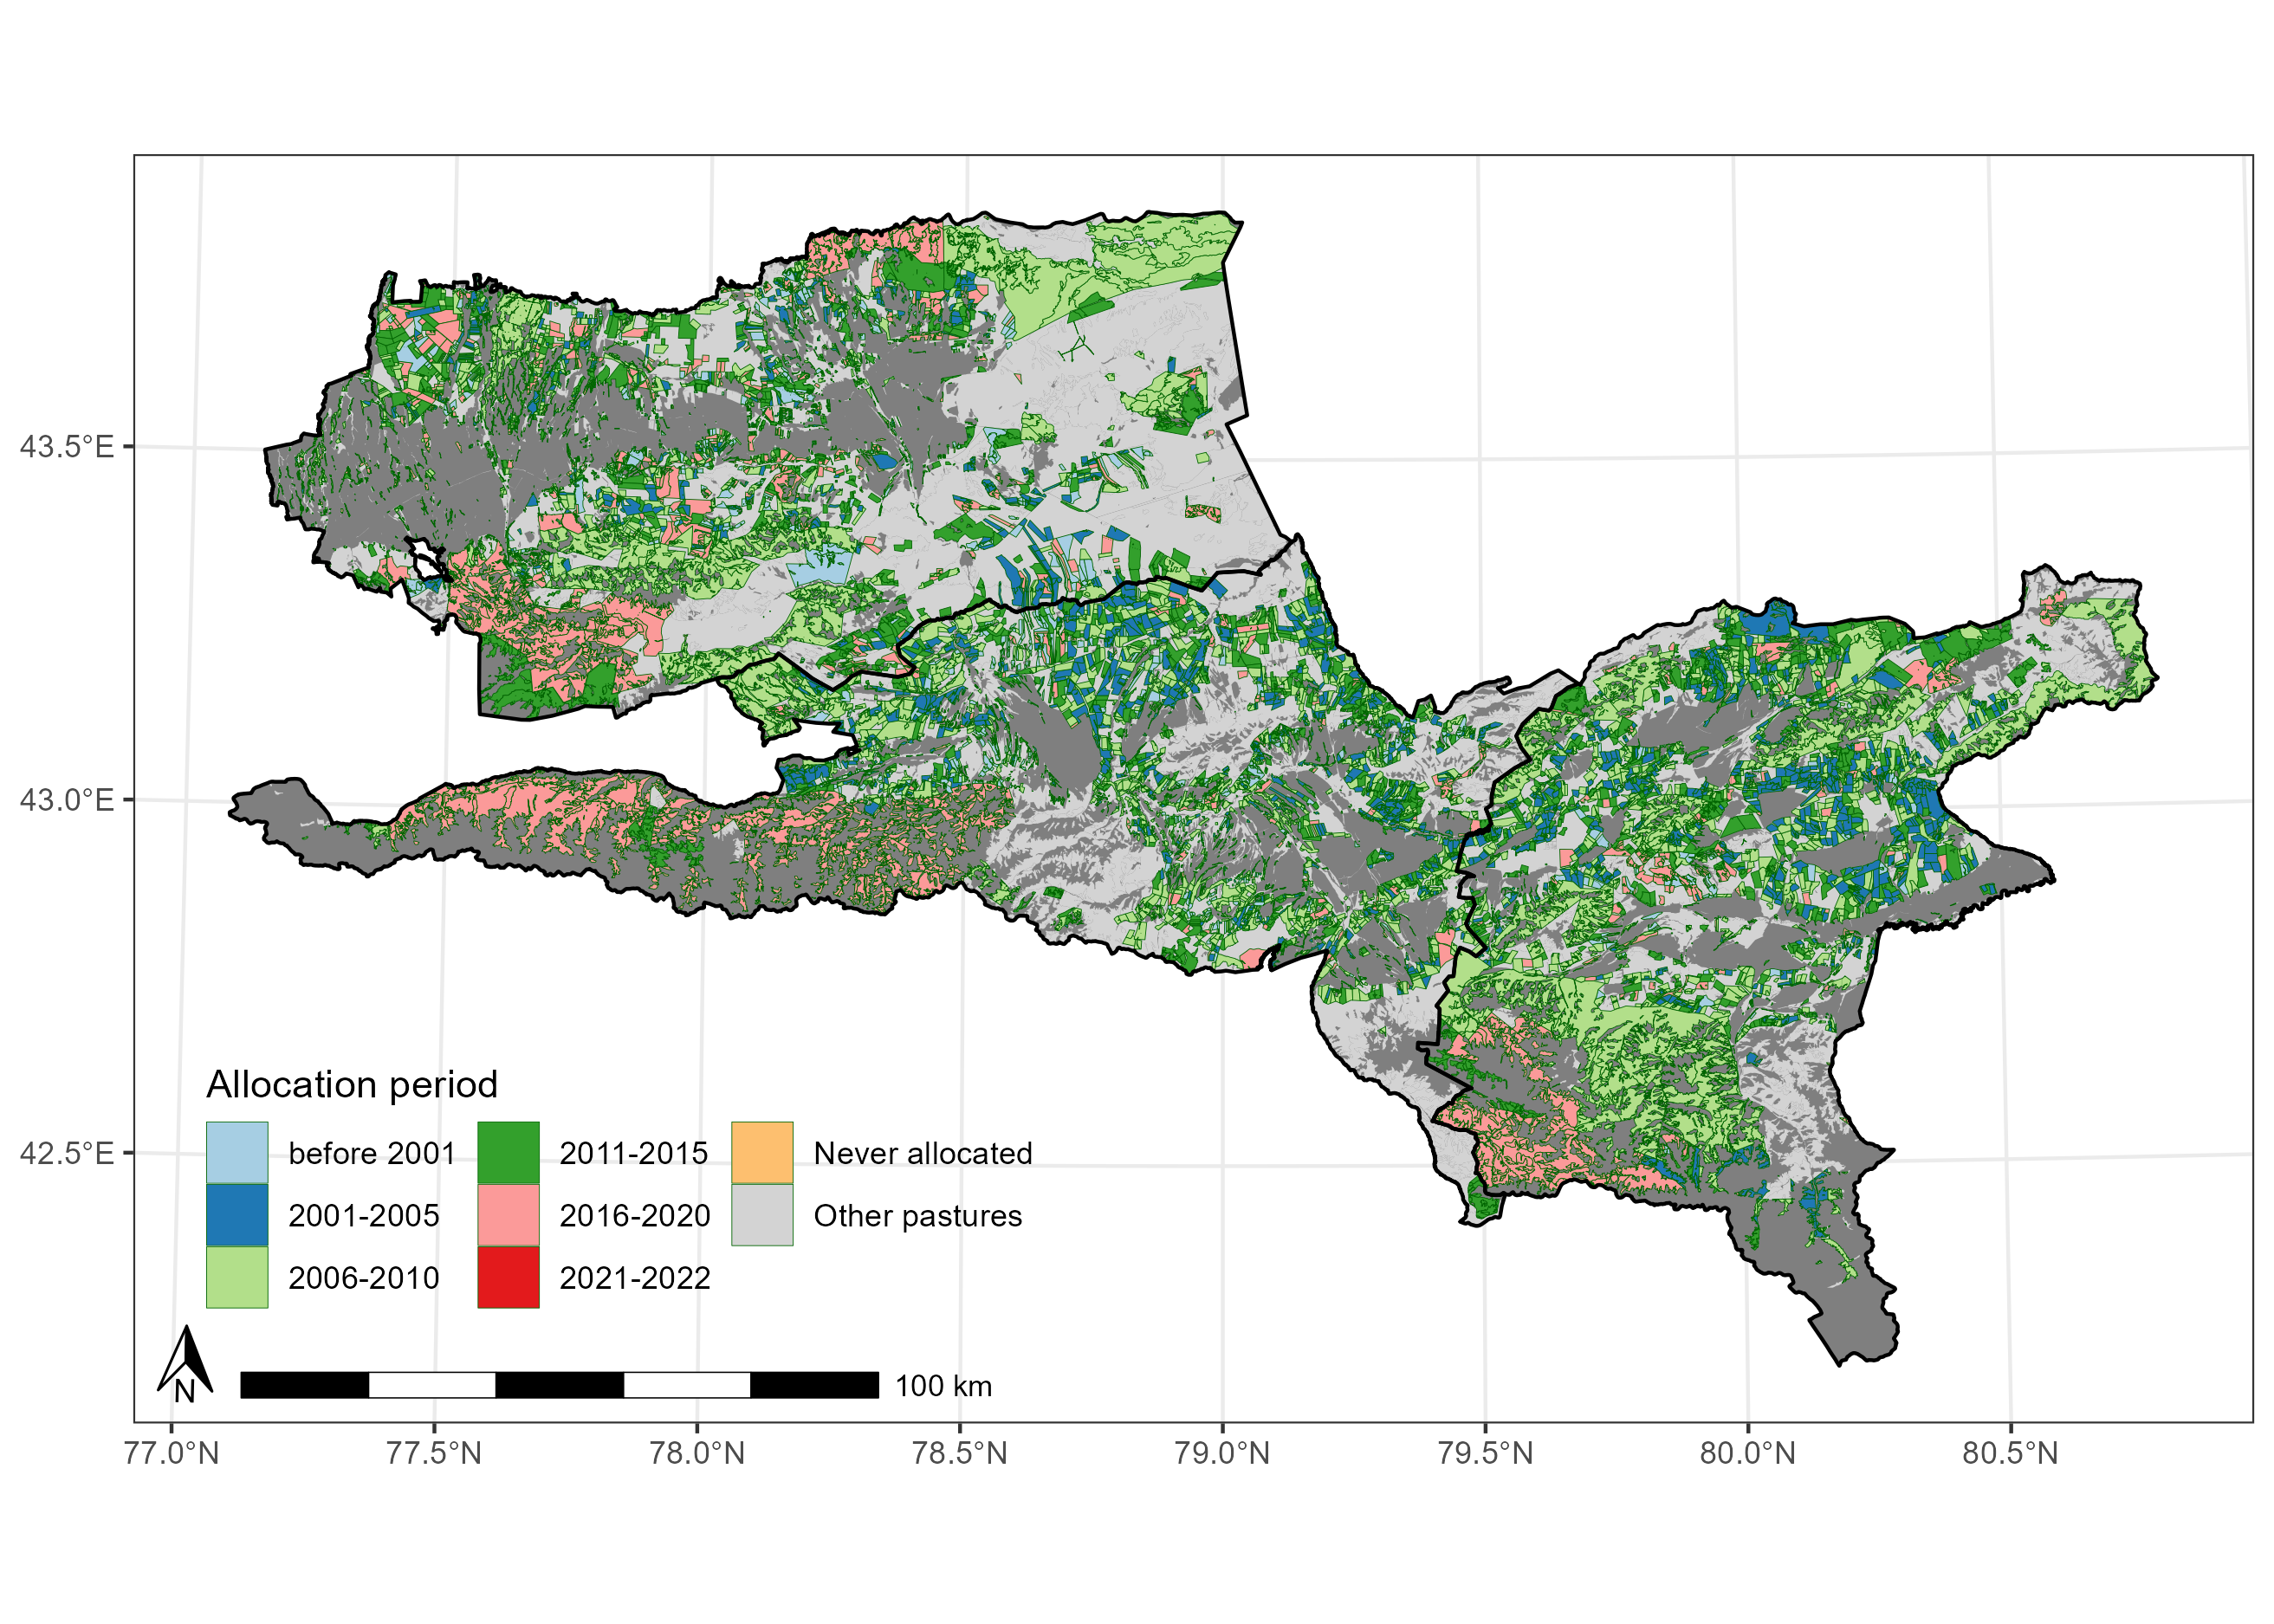 43.5°E
43.0°E
42.5°E
Allocation period
before 2001
2001-2005
2006-2010
2011-2015
2016-2020
2021-2022
Never allocated
Other pastures
N
100 km
77.0°N 77.5°N 78.0°N 78.5°N 79.0°N 79.5°N 80.0°N 80.5°N